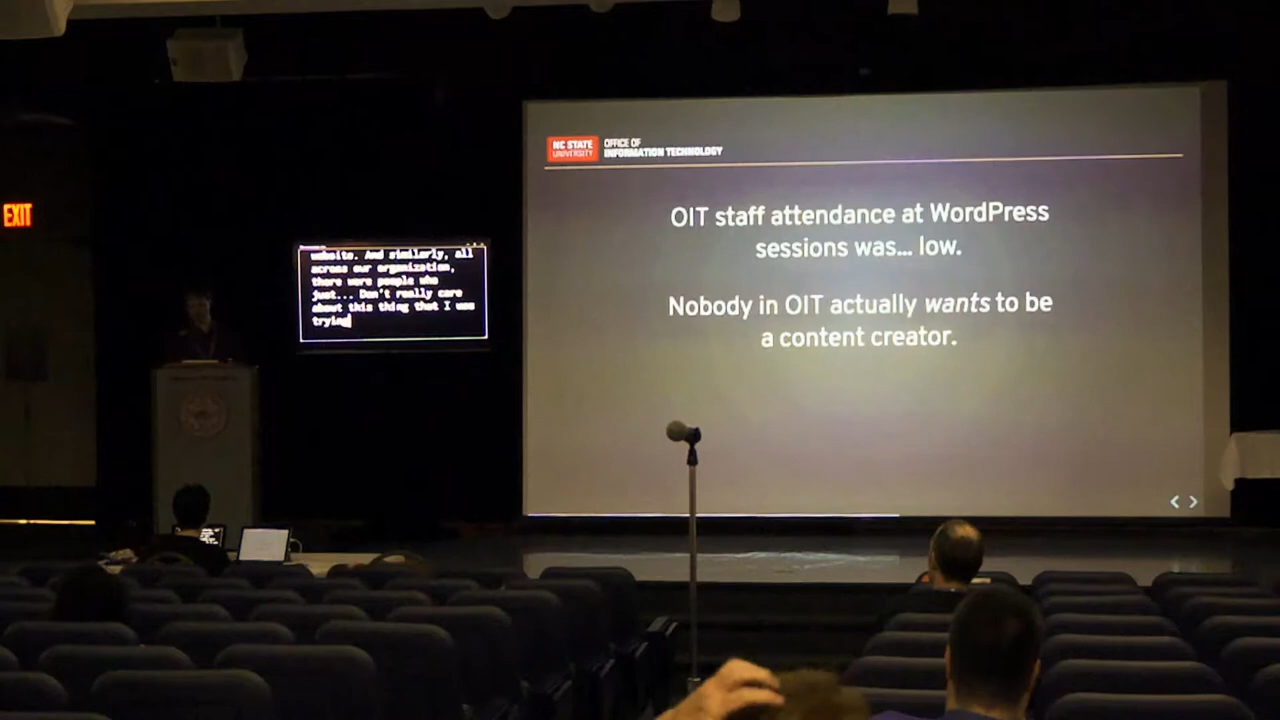 EXIT
website. And similarly, all
across our organization,
there were people who
just... Don't really care
about this thing that I was
trying
NC STATE
UNIVERSITY
OFFICE OF
INFORMATION TECHNOLOGY
OIT staff attendance at WordPress
sessions was... low.
Nobody in OIT actually wants to be
a content creator.